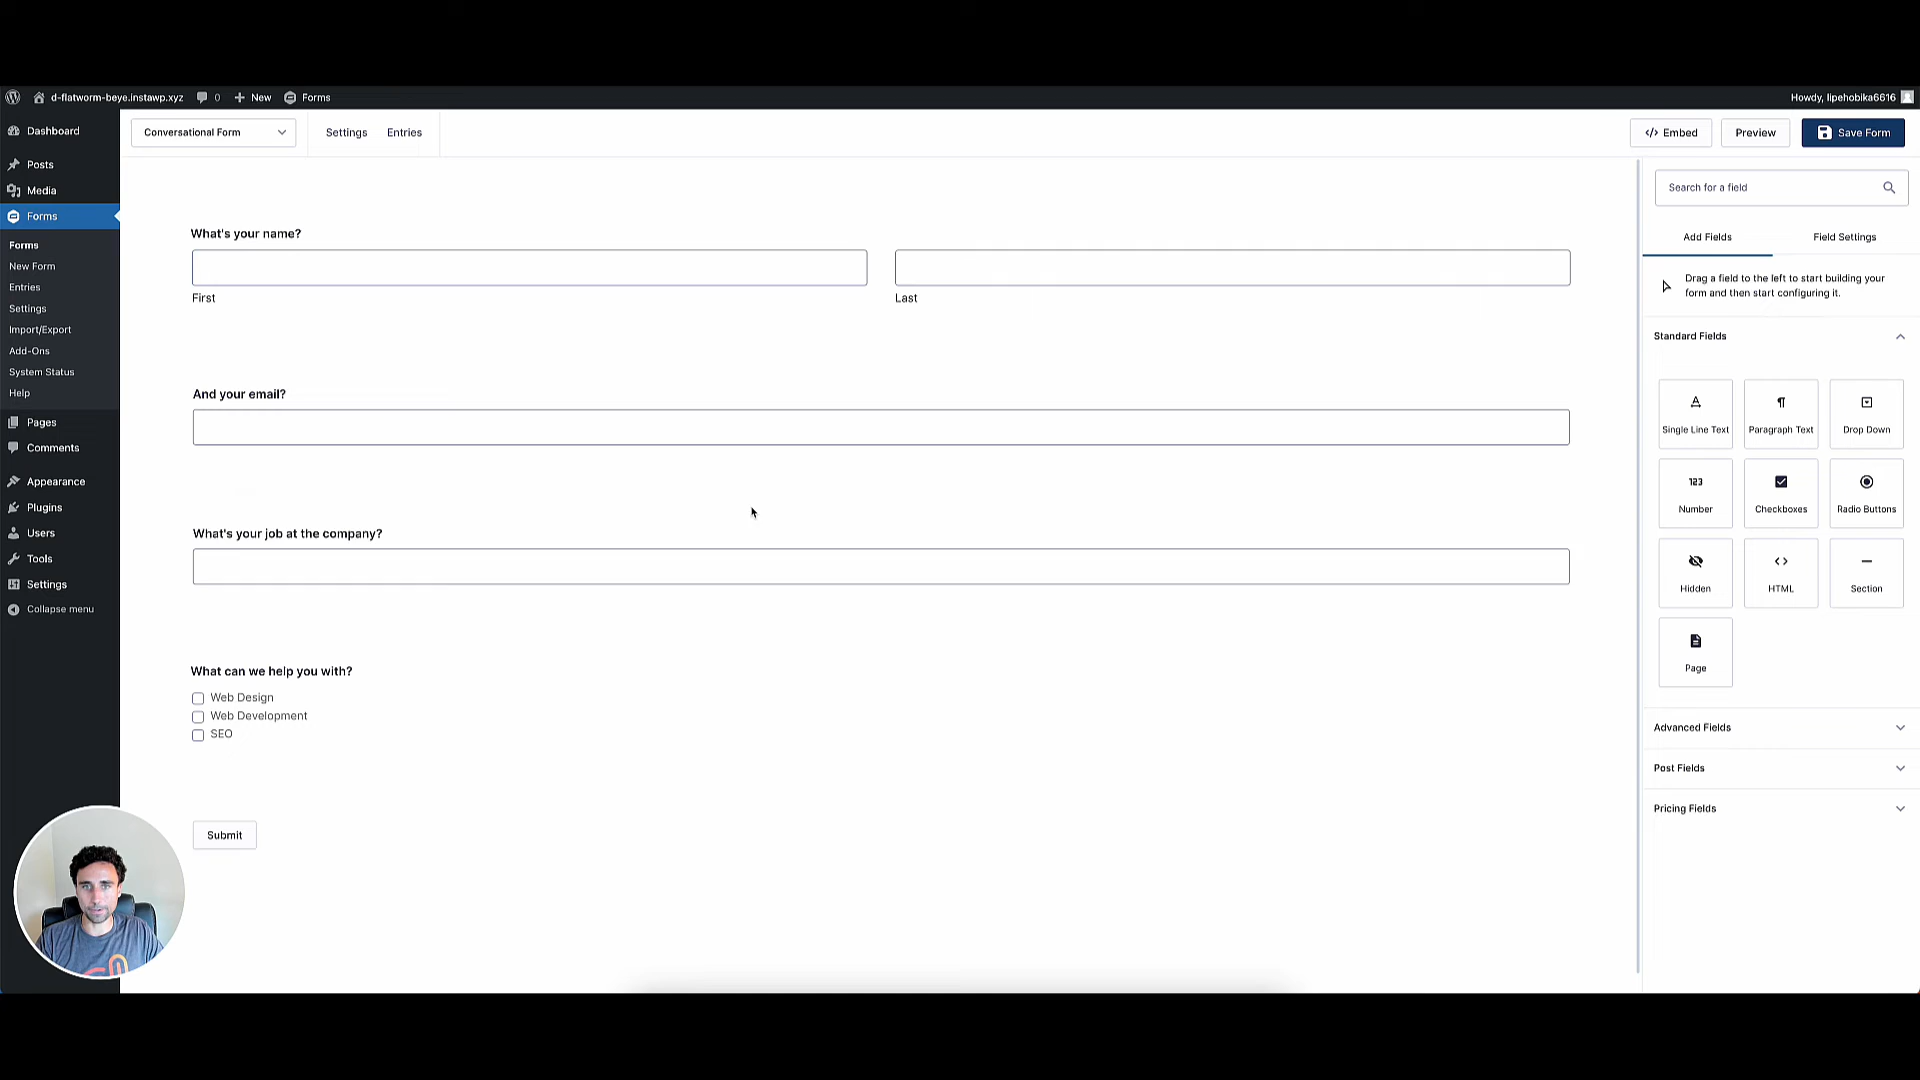 d-flatworm-beye.instawp.xyz 0 New Forms Howdy, lipehobika6616
Dashboard
Posts
Media
Forms
Forms
New Form
Entries
Settings
Import/Export
Add-Ons
System Status
Help
Pages
Comments
Appearance
Plugins
Users
Tools
Settings
Collapse menu
Conversational Form Settings Entries </> Embed Preview Save Form
What's your name?
First Last
And your email?
What's your job at the company?
What can we help you with?
Web Design
Web Development
SEO
Submit
Search for a field
Add Fields Field Settings
Drag a field to the left to start building your
form and then start configuring it.
Standard Fields
Single Line Text Paragraph Text Drop Down
123
Number Checkboxes Radio Buttons
Hidden HTML Section
Page
Advanced Fields
Post Fields
Pricing Fields